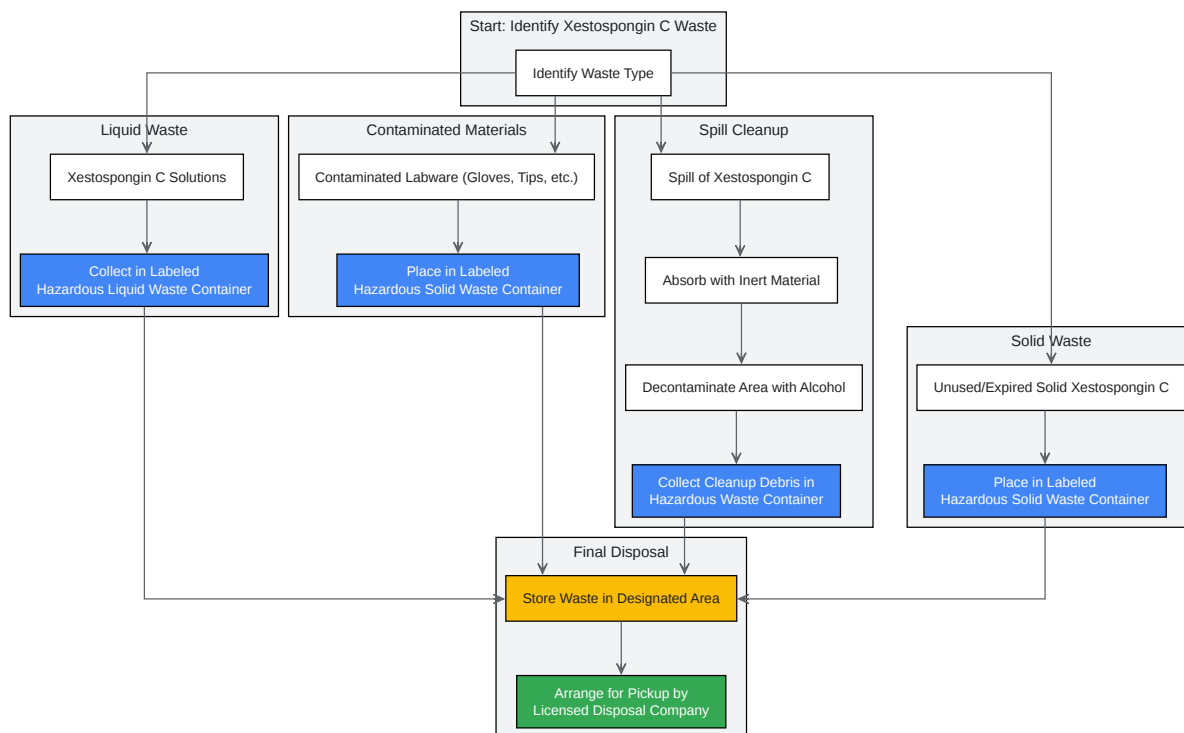 Start: Identify Xestospongin C Waste
Identify Waste Type
Liquid Waste
Xestospongin C Solutions
Collect in Labeled
Hazardous Liquid Waste Container
Contaminated Materials
Contaminated Labware (Gloves, Tips, etc.)
Place in Labeled
Hazardous Solid Waste Container
Spill Cleanup
Spill of Xestospongin C
Absorb with Inert Material
Decontaminate Area with Alcohol
Collect Cleanup Debris in
Hazardous Waste Container
Solid Waste
Unused/Expired Solid Xestospongin C
Place in Labeled
Hazardous Solid Waste Container
Final Disposal
Store Waste in Designated Area
Arrange for Pickup by
Licensed Disposal Company